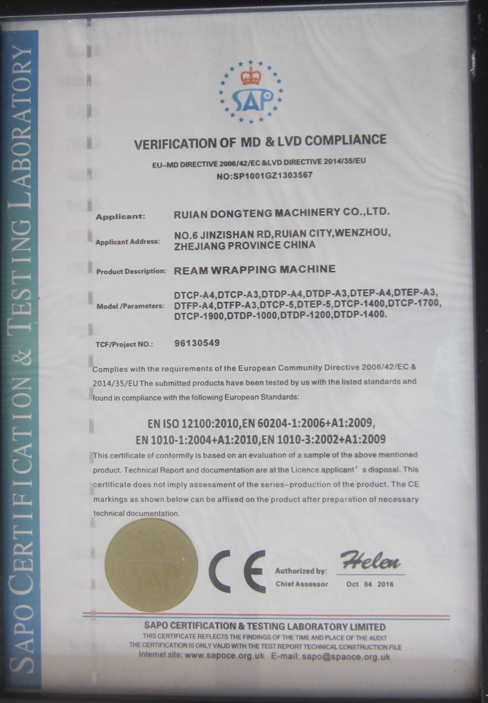 SAPO CERTIFICATION & TESTING LABORATORY
SAP
VERIFICATION OF MD & LVD COMPLIANCE
EU-MD DIRECTIVE 2006/42/EC &LVD DIRECTIVE 2014/35/EU
NO:SP1001GZ1303567
Applicant: RUIAN DONGTENG MACHINERY CO.,LTD.
Applicant Address: NO.6 JINZISHAN RD,RUIAN CITY,WENZHOU,
ZHEJIANG PROVINCE CHINA
Product Description: REAM WRAPPING MACHINE
Model /Parameters: DTCP-A4,DTCP-A3,DTDP-A4,DTDP-A3,DTEP-A4,DTEP-A3,
DTFP-A4,DTFP-A3,DTCP-5,DTEP-5,DTCP-1400,DTCP-1700,
DTCP-1900,DTDP-1000,DTDP-1200,DTDP-1400.
TCF/Project NO.: 96130549
Complies with the requirements of the European Community Directive 2006/42/EC &
2014/35/EU The submitted products have been tested by us with the listed standards and
found in compliance with the following European Standards:
EN ISO 12100:2010,EN 60204-1:2006+A1:2009,
EN 1010-1:2004+A1:2010,EN 1010-3:2002+A1:2009
This certificate of conformity is based on an evaluation of a sample of the above mentioned
product. Technical Report and documentation are at the Licence applicant's disposal. This
certificate does not imply assessment of the series-production of the product. The CE
markings as shown below can be affixed on the product after preparation of necessary
technical documentation.
SAP
CE
Helen
Authorized by:
Chief Assessor Oct 04 2016
SAPO CERTIFICATION & TESTING LABORATORY LIMITED
THIS CERTIFICATE REFLECTS THE FINDINGS OF THE TIME AND PLACE OF THE AUDIT
THE CERTIFICATION IS ONLY VALID WITH THE TEST REPORT TECHNICAL CONSTRUCTION FILE
Internet site: www.sapoce.org.uk E-mail: sapo@spaoce.org.uk